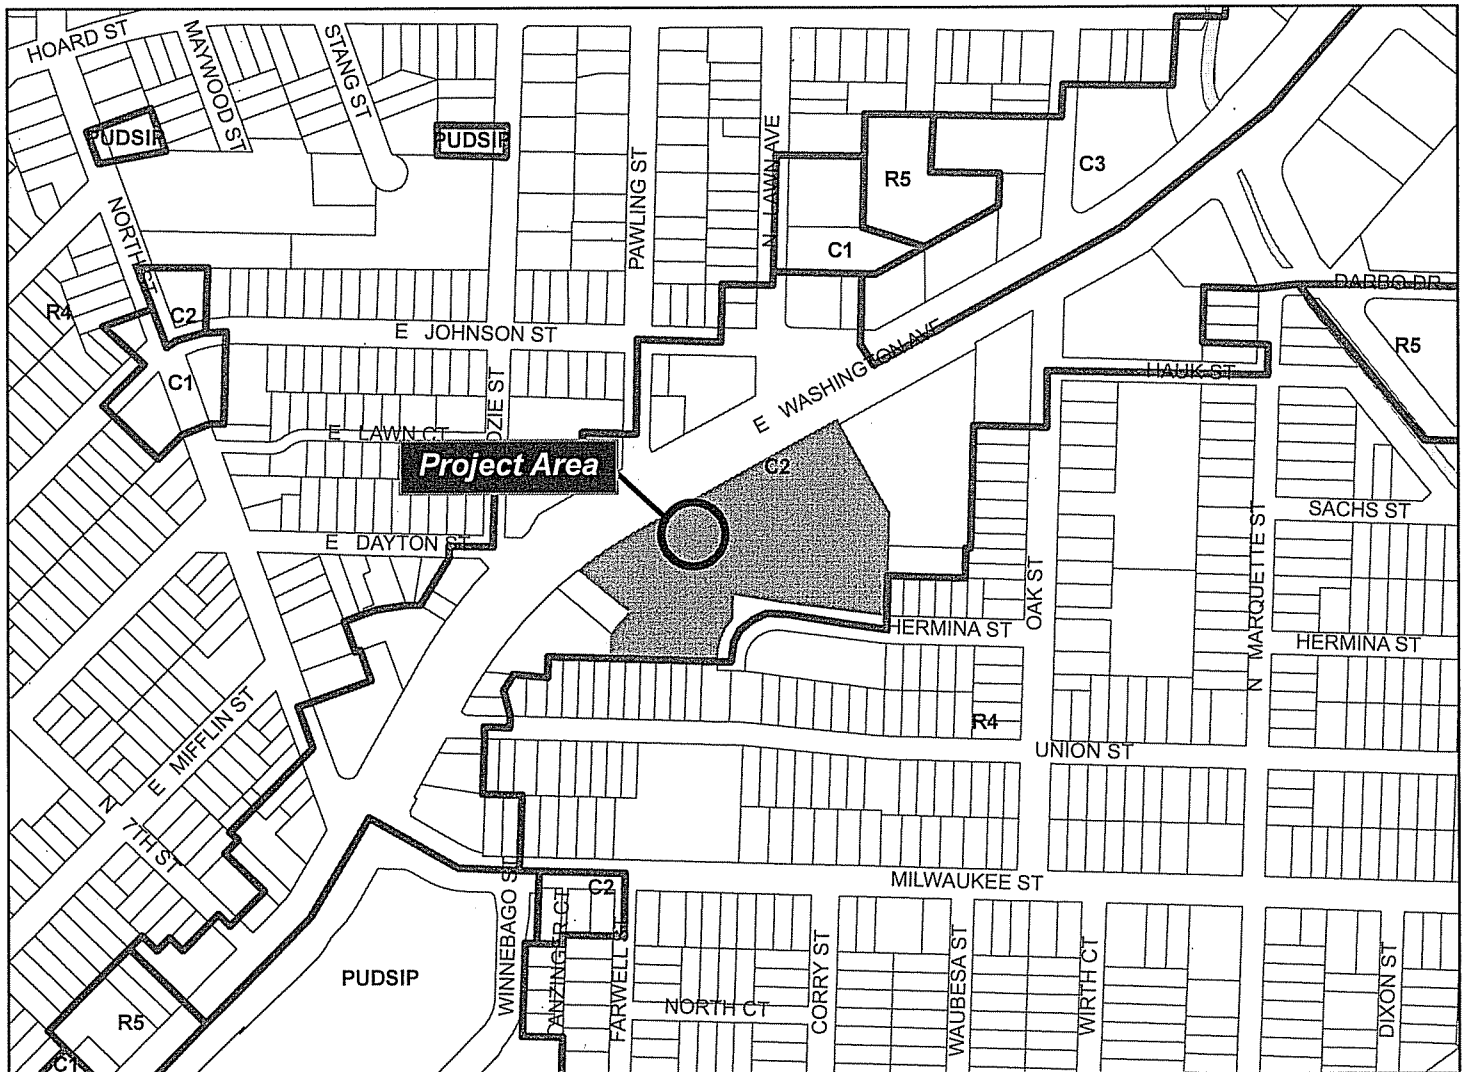 HOARD ST
MAYWOOD ST
STANG ST
PUDSIP
PUDSIP
PAWLING ST
N LAWN AVE
R5
C3
C1
NORTH ST
R4
C2
E JOHNSON ST
E WASHINGTON AVE
DARBO DR
R5
HAUK ST
C1
E LAWN CT
Project Area
C2
E DAYTON ST
SACHS ST
N MARQUETTE ST
OAK ST
HERMINA ST
HERMINA ST
E MIFFLIN ST
R4
UNION ST
N 7TH ST
MILWAUKEE ST
WINNEBAGO ST
C2
FARWELL ST
CORRY ST
WAUBESA ST
WIRTH CT
DIXON ST
PUDSIP
NORTH CT
R5
C1